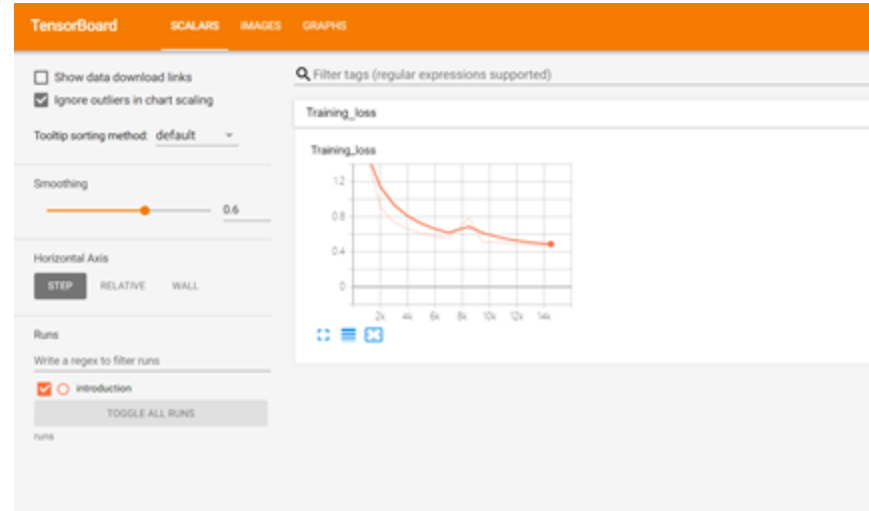 TensorBoard SCALARS IMAGES GRAPHS
Show data download links
Ignore outliers in chart scaling
Tooltip sorting method: default
Smoothing
0.6
Horizontal Axis
STEP RELATIVE WALL
Runs
Write a regex to filter runs
introduction
TOGGLE ALL RUNS
runs
Filter tags (regular expressions supported)
Training_loss
Training_loss
1.2
0.8
0.4
0
2k 4k 6k 8k 10k 12k 14k